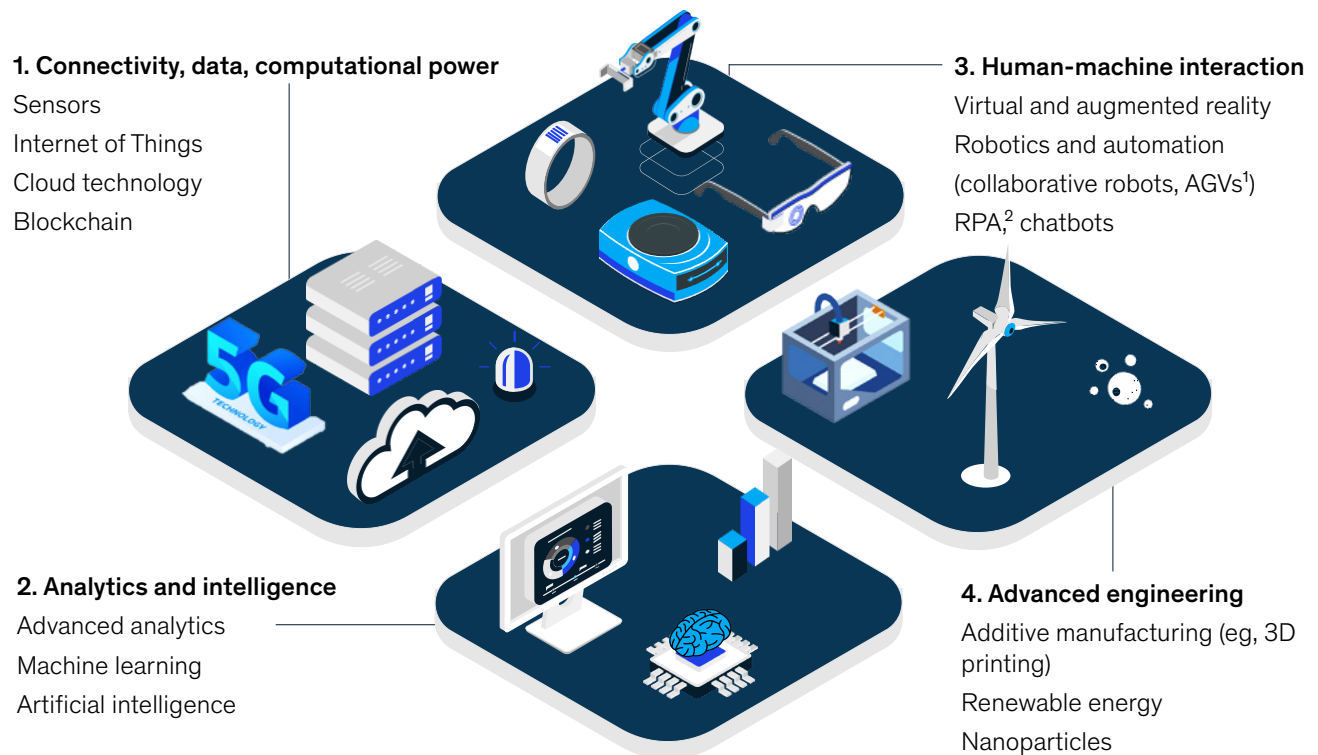 1. Connectivity, data, computational power
Sensors
Internet of Things
Cloud technology
Blockchain
3. Human-machine interaction
Virtual and augmented reality
Robotics and automation
(collaborative robots, AGVs¹)
RPA,² chatbots
5G
TECHNOLOGY
2. Analytics and intelligence
Advanced analytics
Machine learning
Artificial intelligence
4. Advanced engineering
Additive manufacturing (eg, 3D
printing)
Renewable energy
Nanoparticles